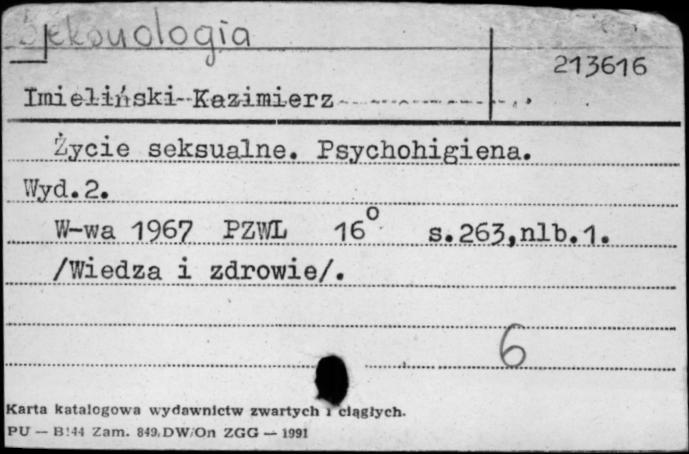 Seksuologia
213616
Imieliński Kazimierz
Życie seksualne. Psychohigiena.
Wyd.2.
W-wa 1967 PZWL 16° s.263,nlb.1.
/Wiedza i zdrowie/.
6
Karta katalogowa wydawnictw zwartych i ciągłych.
PU — B/44 Zam. 849/DW/On ZGG — 1991